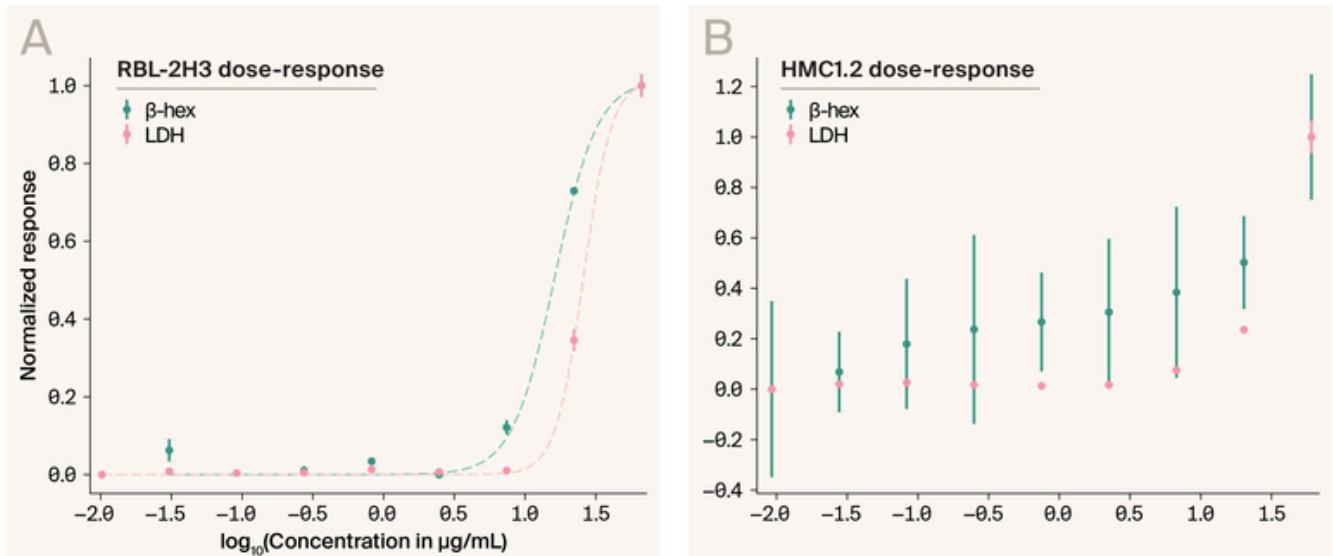 A
RBL-2H3 dose-response
β-hex
LDH
1.0
0.8
0.6
0.4
0.2
0.0
Normalized response
−2.0 −1.5 −1.0 −0.5 0.0 0.5 1.0 1.5
log₁₀(Concentration in μg/mL)
B
HMC1.2 dose-response
β-hex
LDH
1.2
1.0
0.8
0.6
0.4
0.2
0.0
−0.2
−0.4
−2.0 −1.5 −1.0 −0.5 0.0 0.5 1.0 1.5